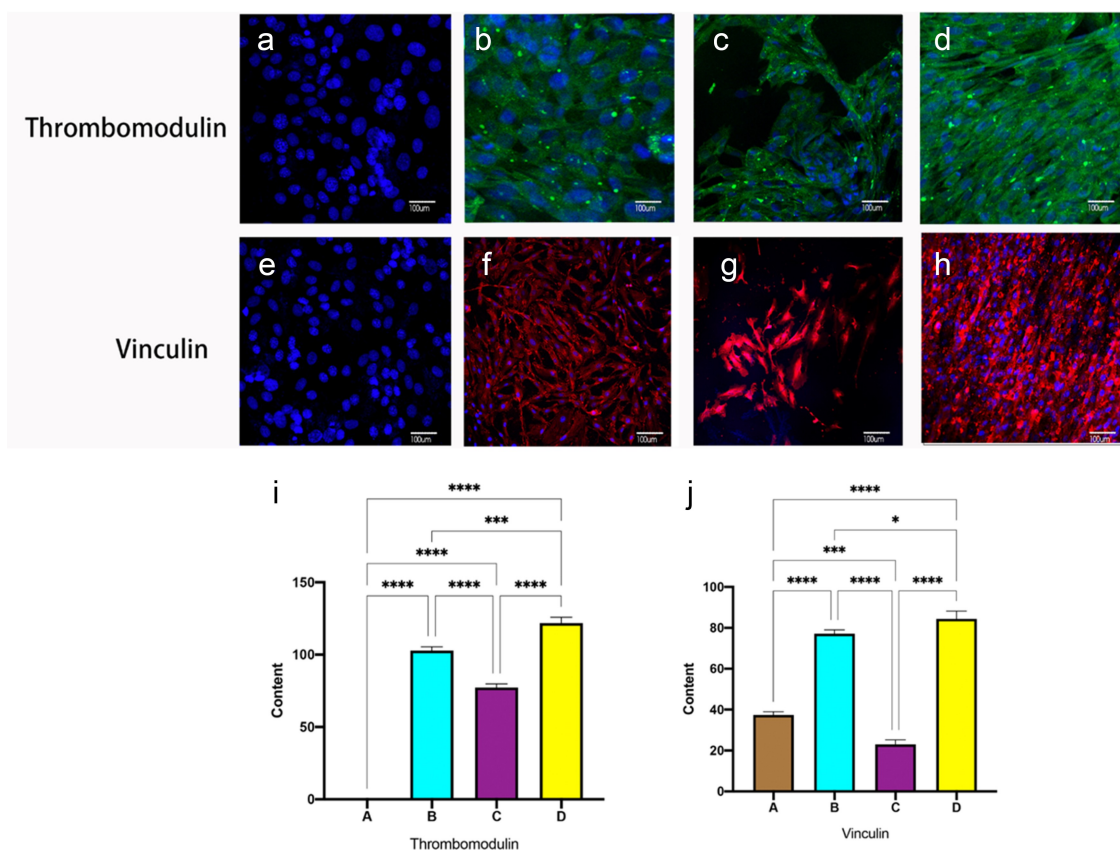 a b c d
Thrombomodulin
100um 100um 100um 100um
e f g h
Vinculin
100um 100um 100um 100um
i j
**** ****
*** *
**** ***
**** **** **** **** **** ****
150
100
50
0
Content
A B C D
Thrombomodulin
100
80
60
40
20
0
Content
A B C D
Vinculin